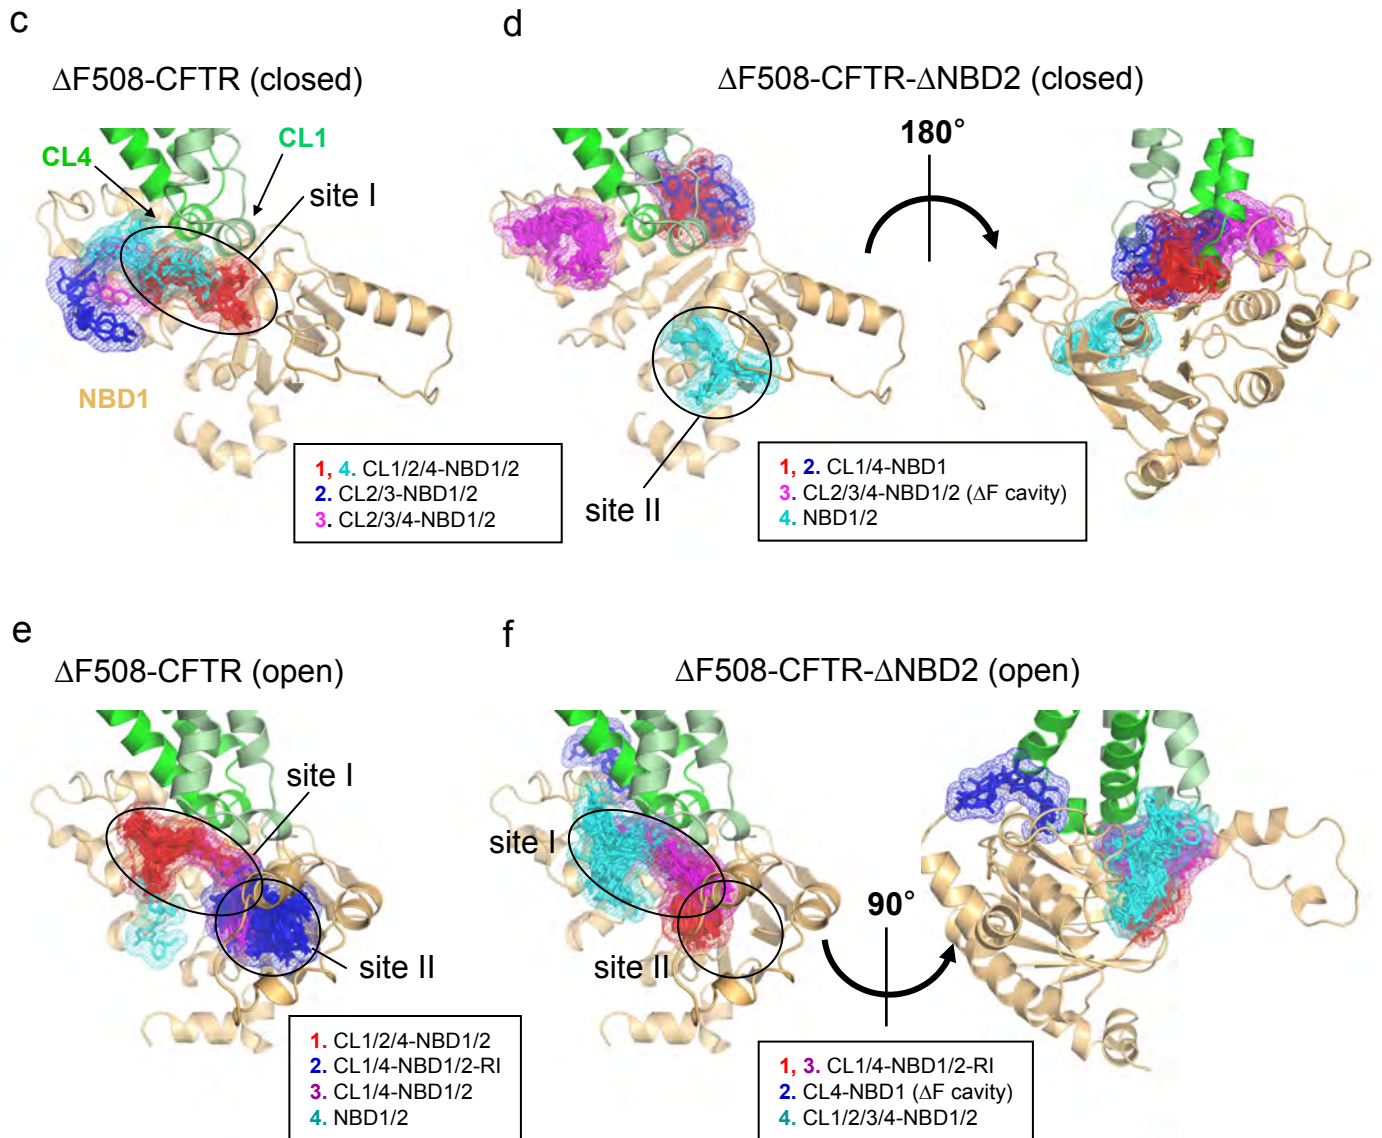 c
ΔF508-CFTR (closed)
CL4
CL1
site I
NBD1
1, 4. CL1/2/4-NBD1/2
2. CL2/3-NBD1/2
3. CL2/3/4-NBD1/2
d
ΔF508-CFTR-ΔNBD2 (closed)
180°
site II
1, 2. CL1/4-NBD1
3. CL2/3/4-NBD1/2 (ΔF cavity)
4. NBD1/2
e
ΔF508-CFTR (open)
site I
site II
1. CL1/2/4-NBD1/2
2. CL1/4-NBD1/2-RI
3. CL1/4-NBD1/2
4. NBD1/2
f
ΔF508-CFTR-ΔNBD2 (open)
site I
site II
90°
1, 3. CL1/4-NBD1/2-RI
2. CL4-NBD1 (ΔF cavity)
4. CL1/2/3/4-NBD1/2